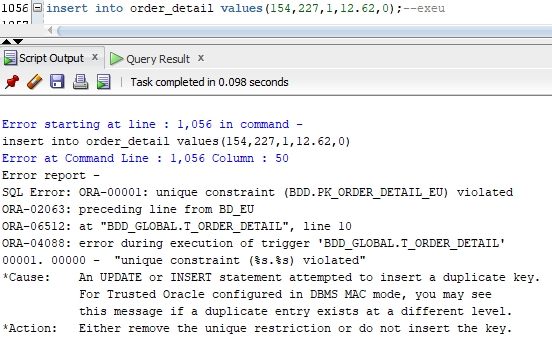 1056 insert into order_detail values(154,227,1,12.62,0);--exeu
1057
Script Output x Query Result x
Task completed in 0.098 seconds
Error starting at line : 1,056 in command -
insert into order_detail values(154,227,1,12.62,0)
Error at Command Line : 1,056 Column : 50
Error report -
SQL Error: ORA-00001: unique constraint (BDD.PK_ORDER_DETAIL_EU) violated
ORA-02063: preceding line from BD_EU
ORA-06512: at "BDD_GLOBAL.T_ORDER_DETAIL", line 10
ORA-04088: error during execution of trigger 'BDD_GLOBAL.T_ORDER_DETAIL'
00001. 00000 - "unique constraint (%s.%s) violated"
*Cause: An UPDATE or INSERT statement attempted to insert a duplicate key.
For Trusted Oracle configured in DBMS MAC mode, you may see
this message if a duplicate entry exists at a different level.
*Action: Either remove the unique restriction or do not insert the key.